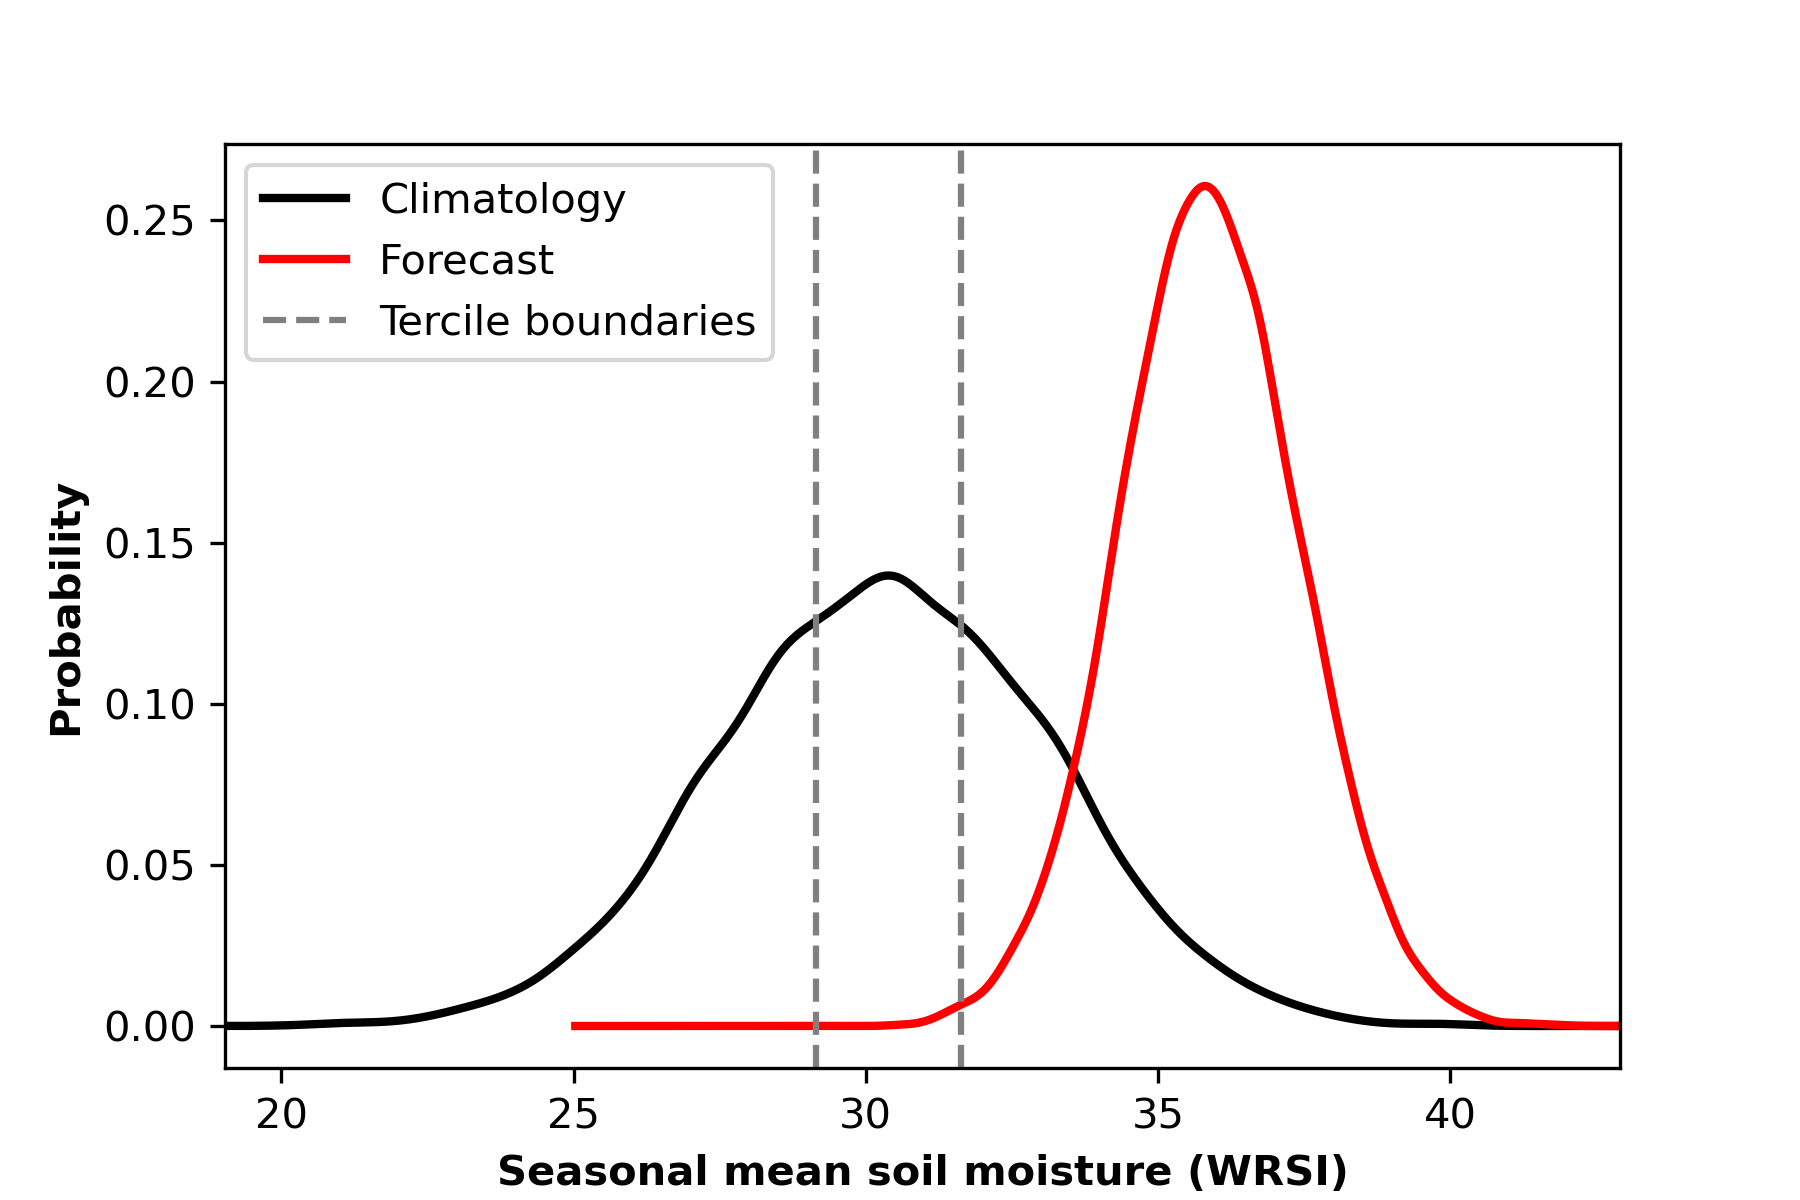 Climatology
Forecast
Tercile boundaries
0.25
0.20
0.15
0.10
0.05
0.00
Probability
20 25 30 35 40
Seasonal mean soil moisture (WRSI)